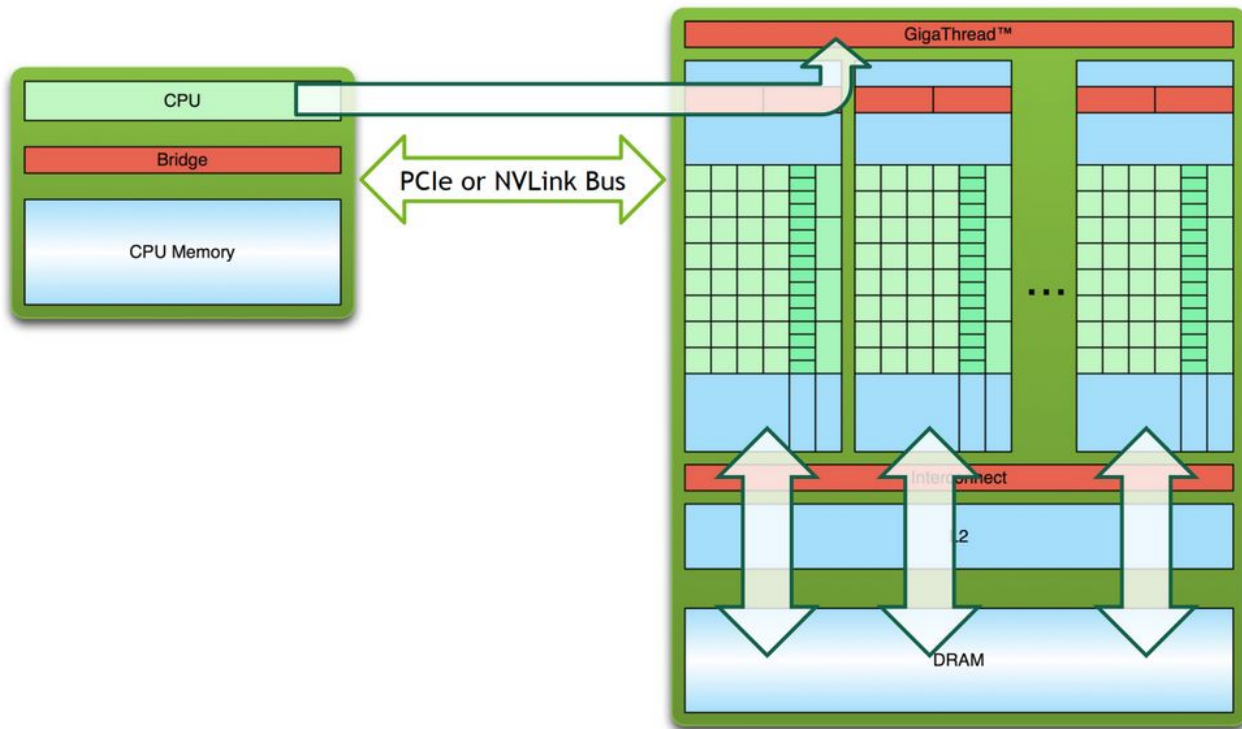 GigaThread™
CPU
Bridge
PCIe or NVLink Bus
CPU Memory
...
Interconnect
L2
DRAM